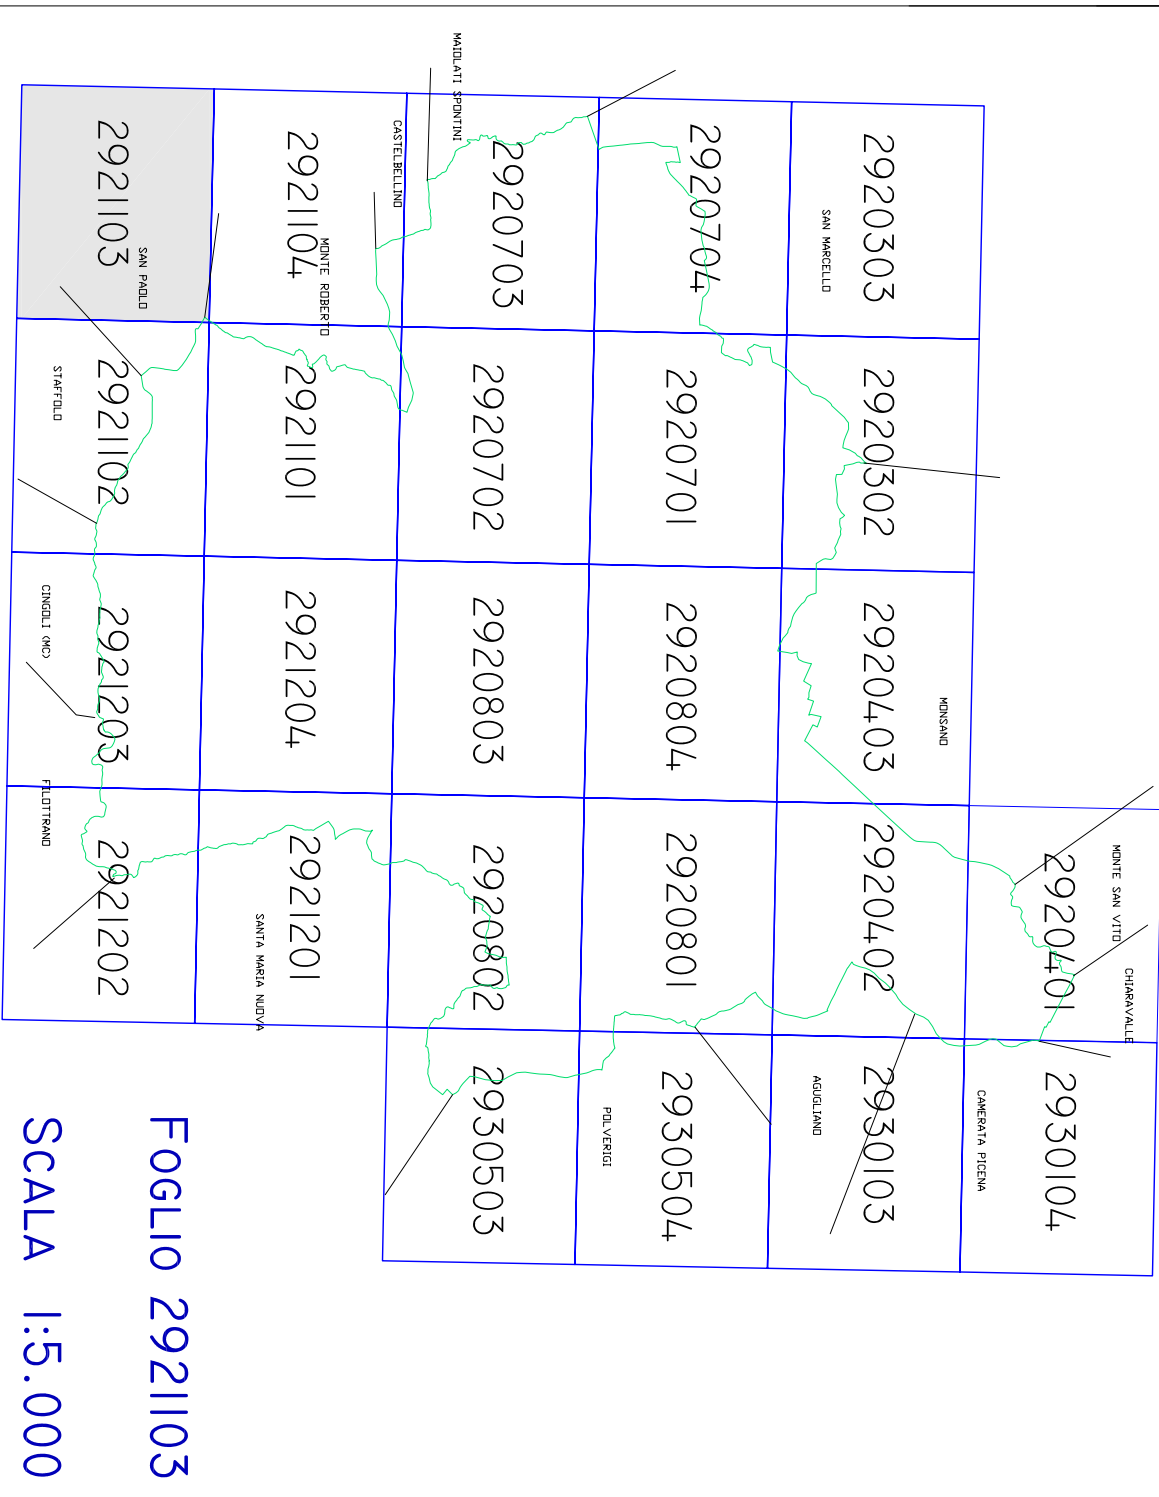 2920401
2930104
MONTE SAN VITO
CHIARAVALLE
CAMERATA PICENA
2920303
2920302
2920403
2920402
2930103
SAN MARCELLO
MONSANO
AGUGLIANO
2920704
2920701
2920804
2920801
2930504
POLVERIGI
2920703
2920702
2920803
2920802
2930503
MAIOLATI SPONTINI
CASTELBELLINO
2921104
2921101
2921204
2921201
MONTE ROBERTO
SANTA MARIA NUOVA
2921103
2921102
2921203
2921202
SAN PAOLO
STAFFOLO
CINGOLI (MC)
FILOTTRANO
FOGLIO 2921103
SCALA 1:5.000